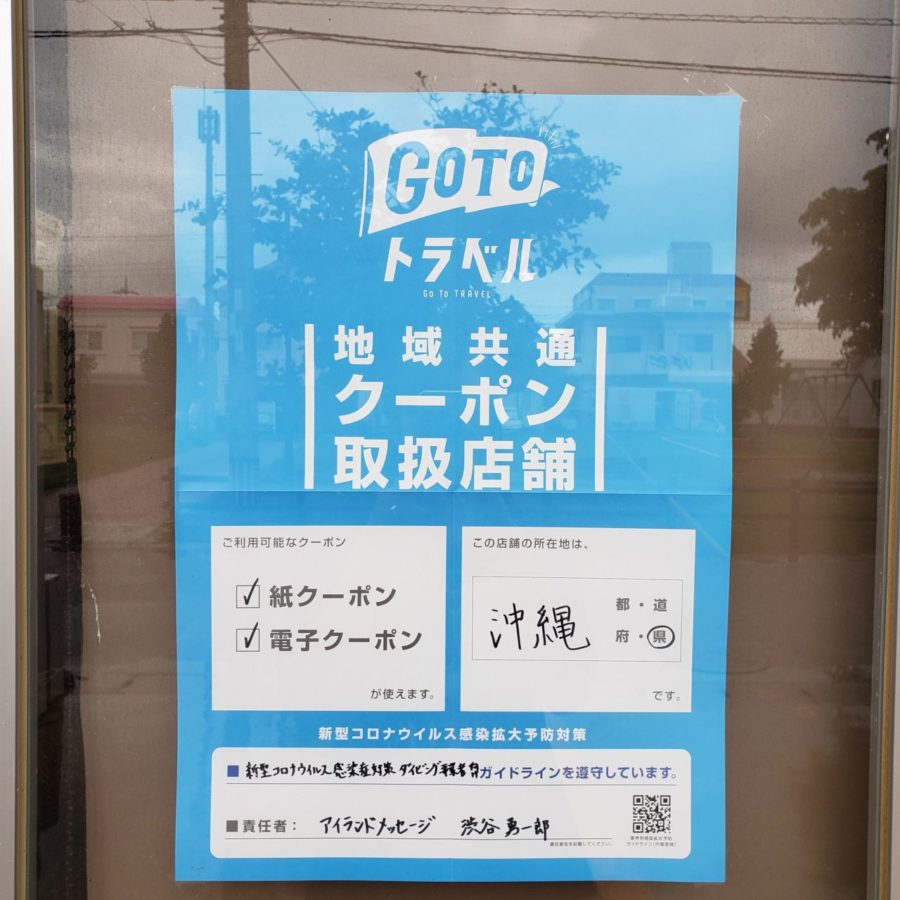 GOTO
トラベル
Go To TRAVEL
地域共通
クーポン
取扱店舗
ご利用可能なクーポン
紙クーポン
電子クーポン
が使えます。
この店舗の所在地は、
沖縄 都・道
府・県
です。
新型コロナウイルス感染拡大予防対策
■新型コロナウイルス感染症対策 ダイビング ガイドラインを遵守しています。
■責任者： アイランドメッセージ 渋谷勇一郎